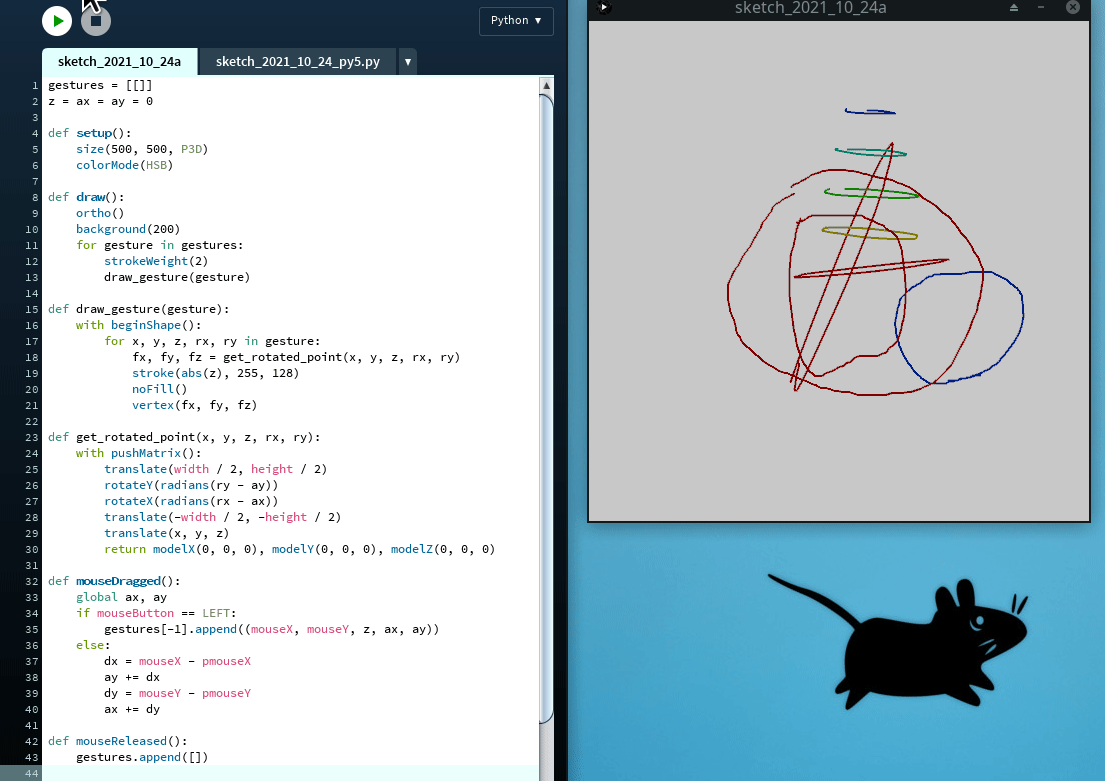 Python ▼
sketch_2021_10_24a
sketch_2021_10_24_py5.py
▼
1 gestures = [[]]
2 z = ax = ay = 0
3
4 def setup():
5     size(500, 500, P3D)
6     colorMode(HSB)
7
8 def draw():
9     ortho()
10     background(200)
11     for gesture in gestures:
12         strokeWeight(2)
13         draw_gesture(gesture)
14
15 def draw_gesture(gesture):
16     with beginShape():
17         for x, y, z, rx, ry in gesture:
18             fx, fy, fz = get_rotated_point(x, y, z, rx, ry)
19             stroke(abs(z), 255, 128)
20             noFill()
21             vertex(fx, fy, fz)
22
23 def get_rotated_point(x, y, z, rx, ry):
24     with pushMatrix():
25         translate(width / 2, height / 2)
26         rotateY(radians(ry - ay))
27         rotateX(radians(rx - ax))
28         translate(-width / 2, -height / 2)
29         translate(x, y, z)
30         return modelX(0, 0, 0), modelY(0, 0, 0), modelZ(0, 0, 0)
31
32 def mouseDragged():
33     global ax, ay
34     if mouseButton == LEFT:
35         gestures[-1].append((mouseX, mouseY, z, ax, ay))
36     else:
37         dx = mouseX - pmouseX
38         ay += dx
39         dy = mouseY - pmouseY
40         ax += dy
41
42 def mouseReleased():
43     gestures.append([])
44
sketch_2021_10_24a